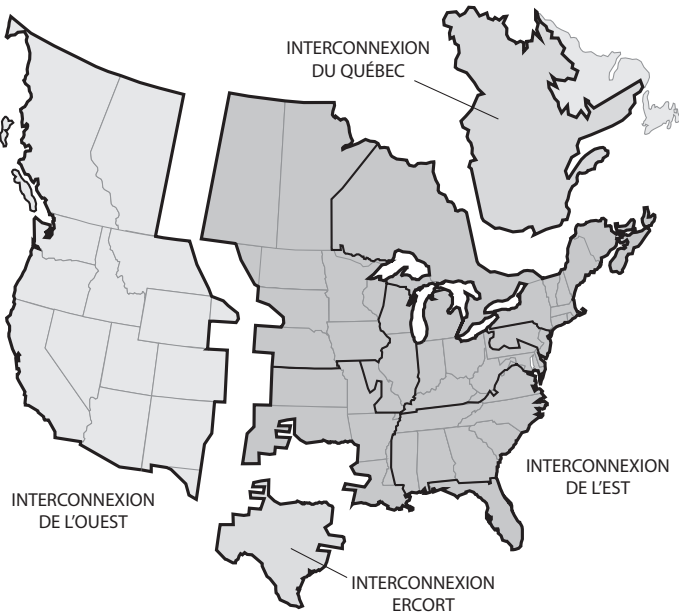 INTERCONNEXION
DU QUÉBEC
INTERCONNEXION
DE L'EST
INTERCONNEXION
DE L'OUEST
INTERCONNEXION
ERCORT